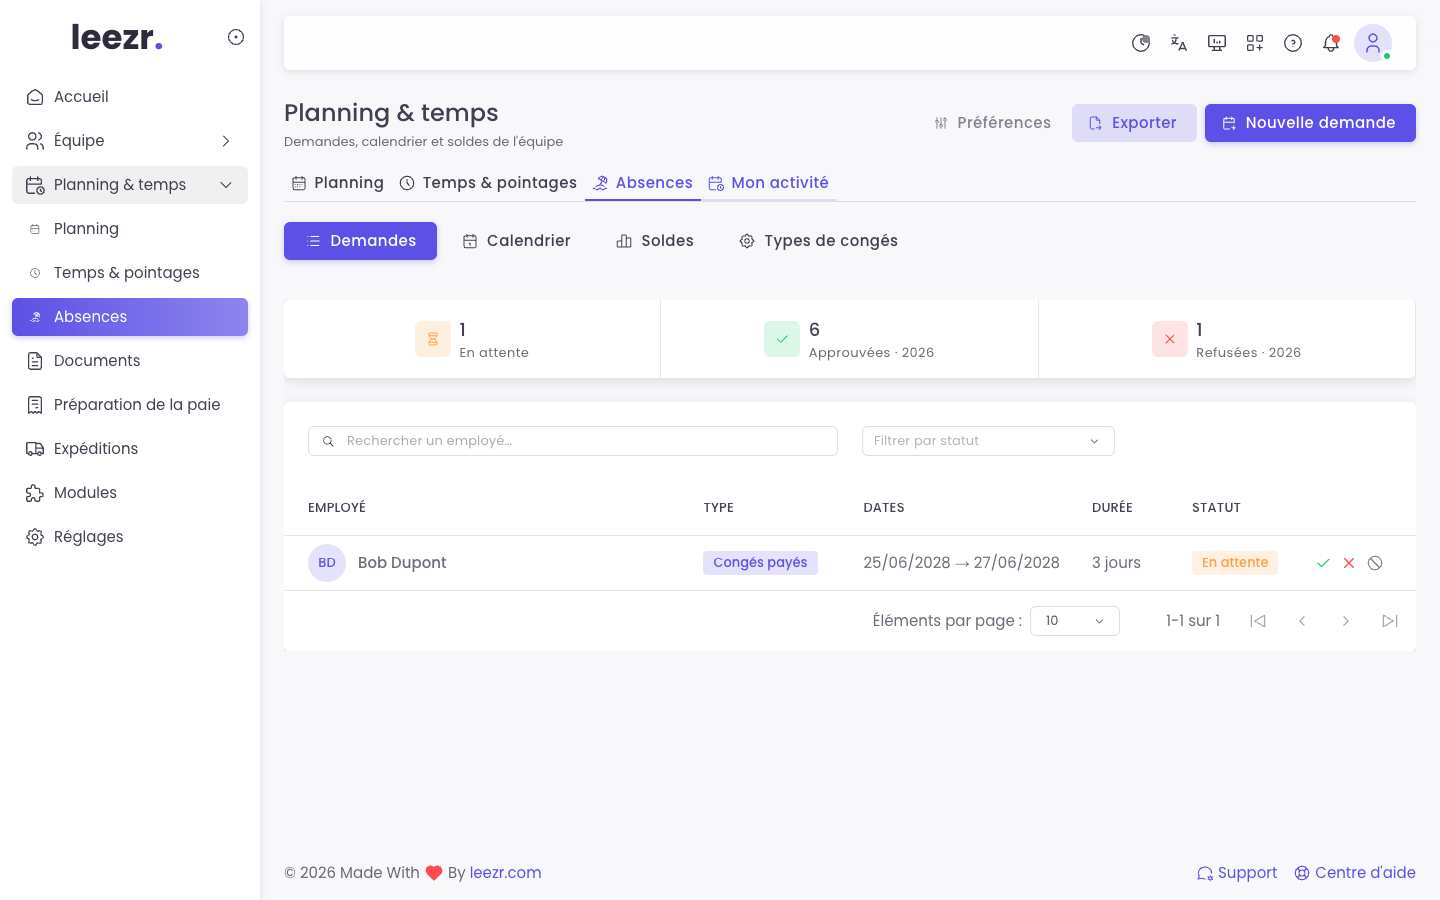 leezr.
Accueil
Équipe
Planning & temps
Planning
Temps & pointages
Absences
Documents
Préparation de la paie
Expéditions
Modules
Réglages
Planning & temps
Demandes, calendrier et soldes de l'équipe
Préférences
Exporter
Nouvelle demande
Planning
Temps & pointages
Absences
Mon activité
Demandes
Calendrier
Soldes
Types de congés
1
En attente
6
Approuvées · 2026
1
Refusées · 2026
Rechercher un employé...
Filtrer par statut
EMPLOYÉ TYPE DATES DURÉE STATUT
BD Bob Dupont Congés payés 25/06/2028 → 27/06/2028 3 jours En attente
Éléments par page : 10 1-1 sur 1
© 2026 Made With By leezr.com
Support
Centre d'aide